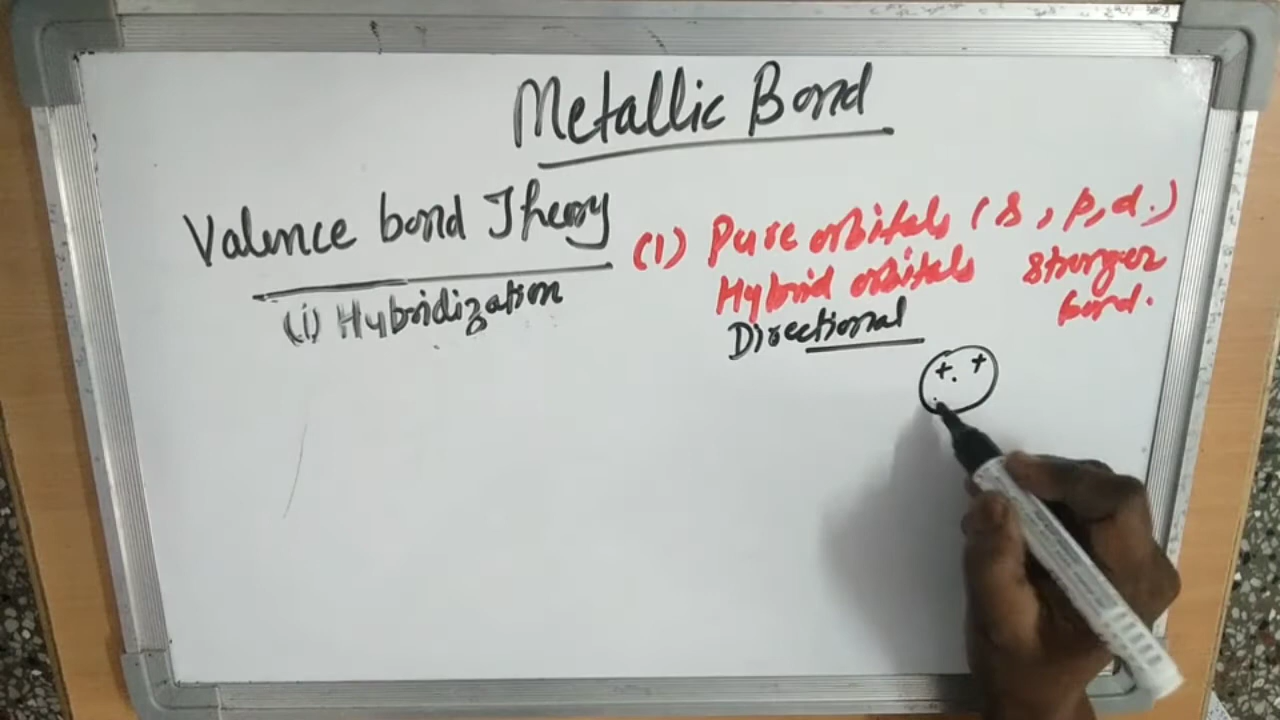 Metallic Bond
Valence bond Theory
(i) Hybridization
(1) Pure orbitals (s, p, d.)
Hybrid orbitals stronger
bond.
Directional
+ +